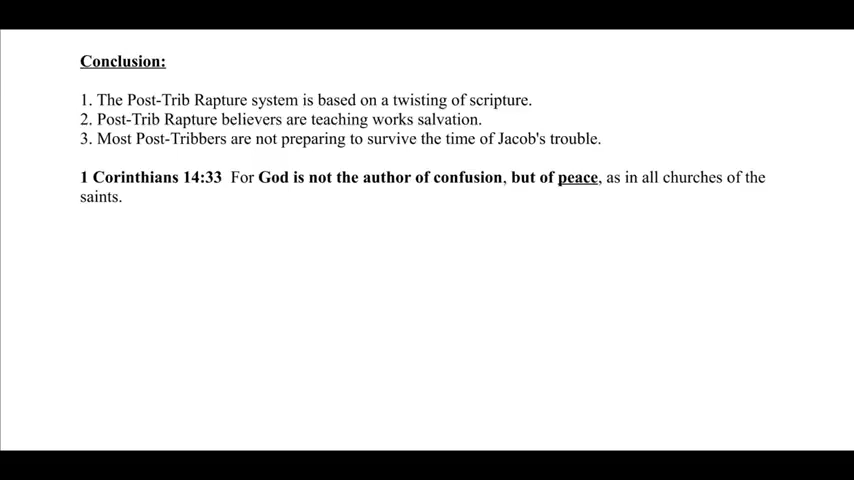 Conclusion:
1. The Post-Trib Rapture system is based on a twisting of scripture.
2. Post-Trib Rapture believers are teaching works salvation.
3. Most Post-Tribbers are not preparing to survive the time of Jacob's trouble.
1 Corinthians 14:33  For God is not the author of confusion, but of peace, as in all churches of the
saints.